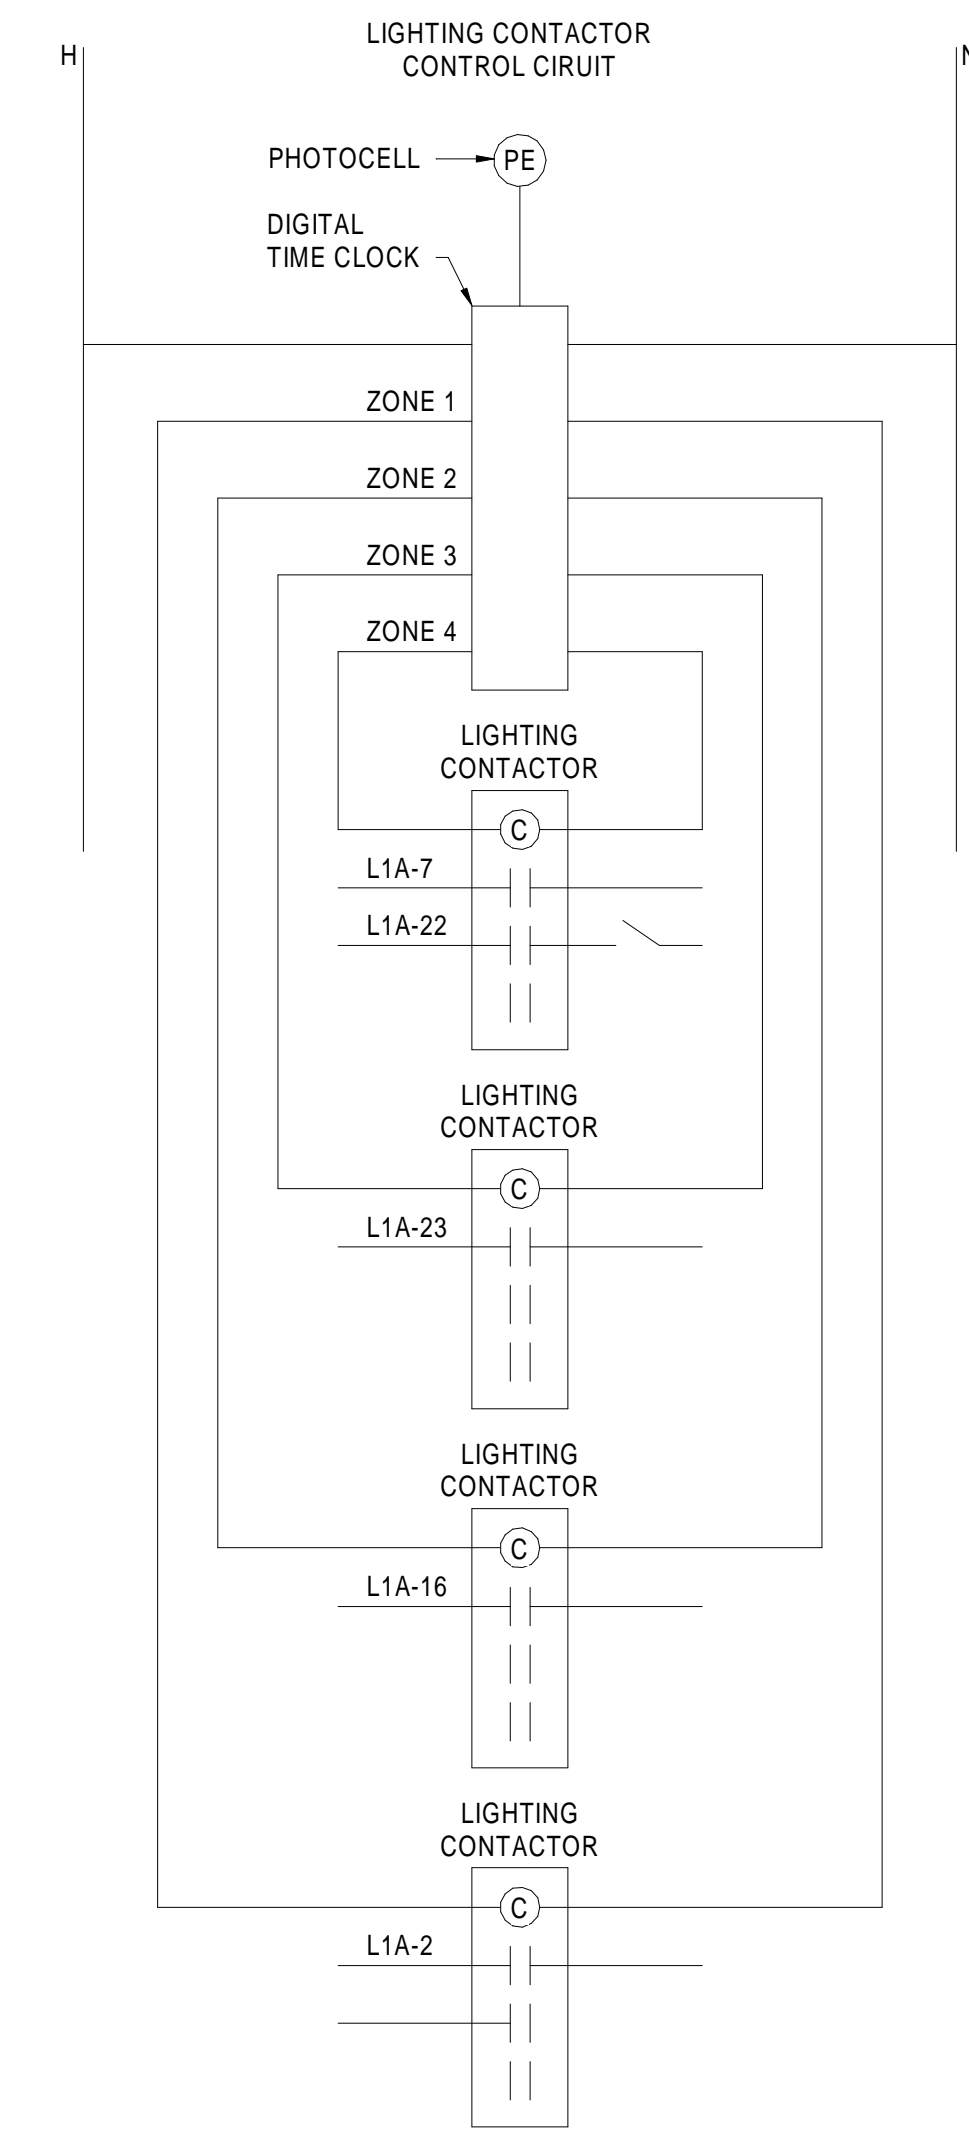 LIGHTING CONTACTOR
CONTROL CIRUIT
H
N
PHOTOCELL
PE
DIGITAL
TIME CLOCK
ZONE 1
ZONE 2
ZONE 3
ZONE 4
LIGHTING
CONTACTOR
C
L1A-7
L1A-22
LIGHTING
CONTACTOR
C
L1A-23
LIGHTING
CONTACTOR
C
L1A-16
LIGHTING
CONTACTOR
C
L1A-2